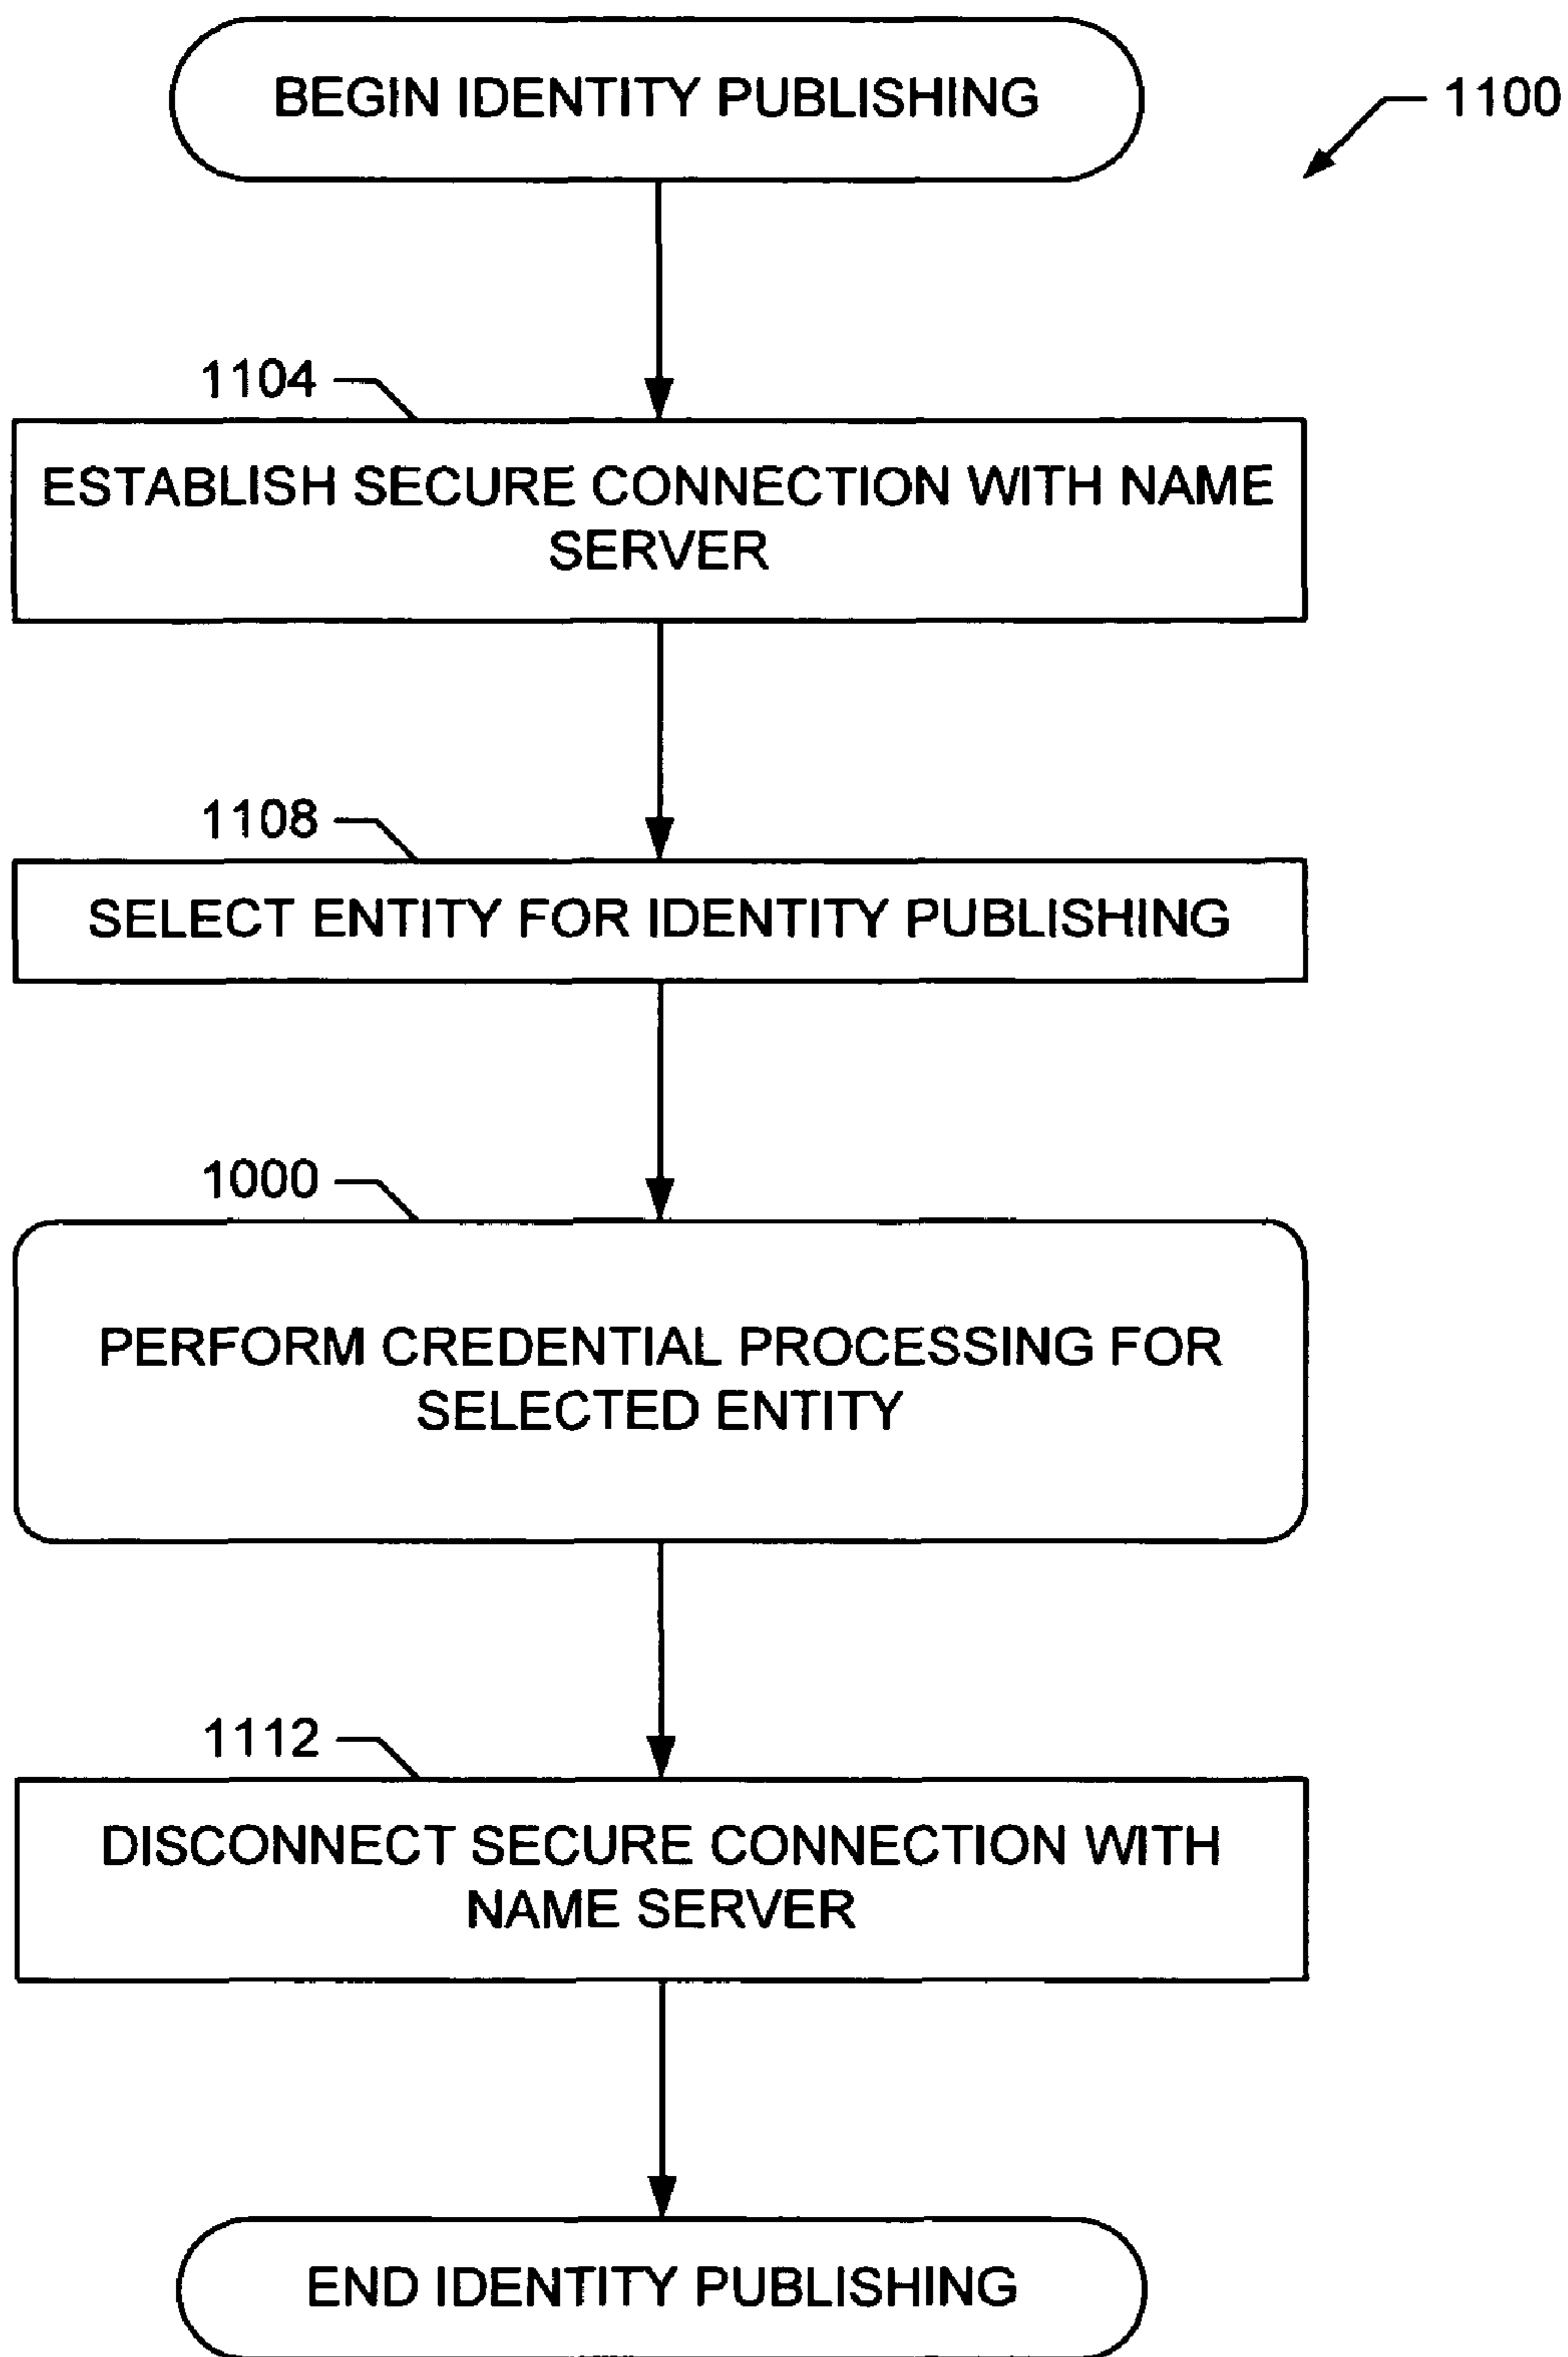 BEGIN IDENTITY PUBLISHING
1100
1104
ESTABLISH SECURE CONNECTION WITH NAME
SERVER
1108
SELECT ENTITY FOR IDENTITY PUBLISHING
1000
PERFORM CREDENTIAL PROCESSING FOR
SELECTED ENTITY
1112
DISCONNECT SECURE CONNECTION WITH
NAME SERVER
END IDENTITY PUBLISHING